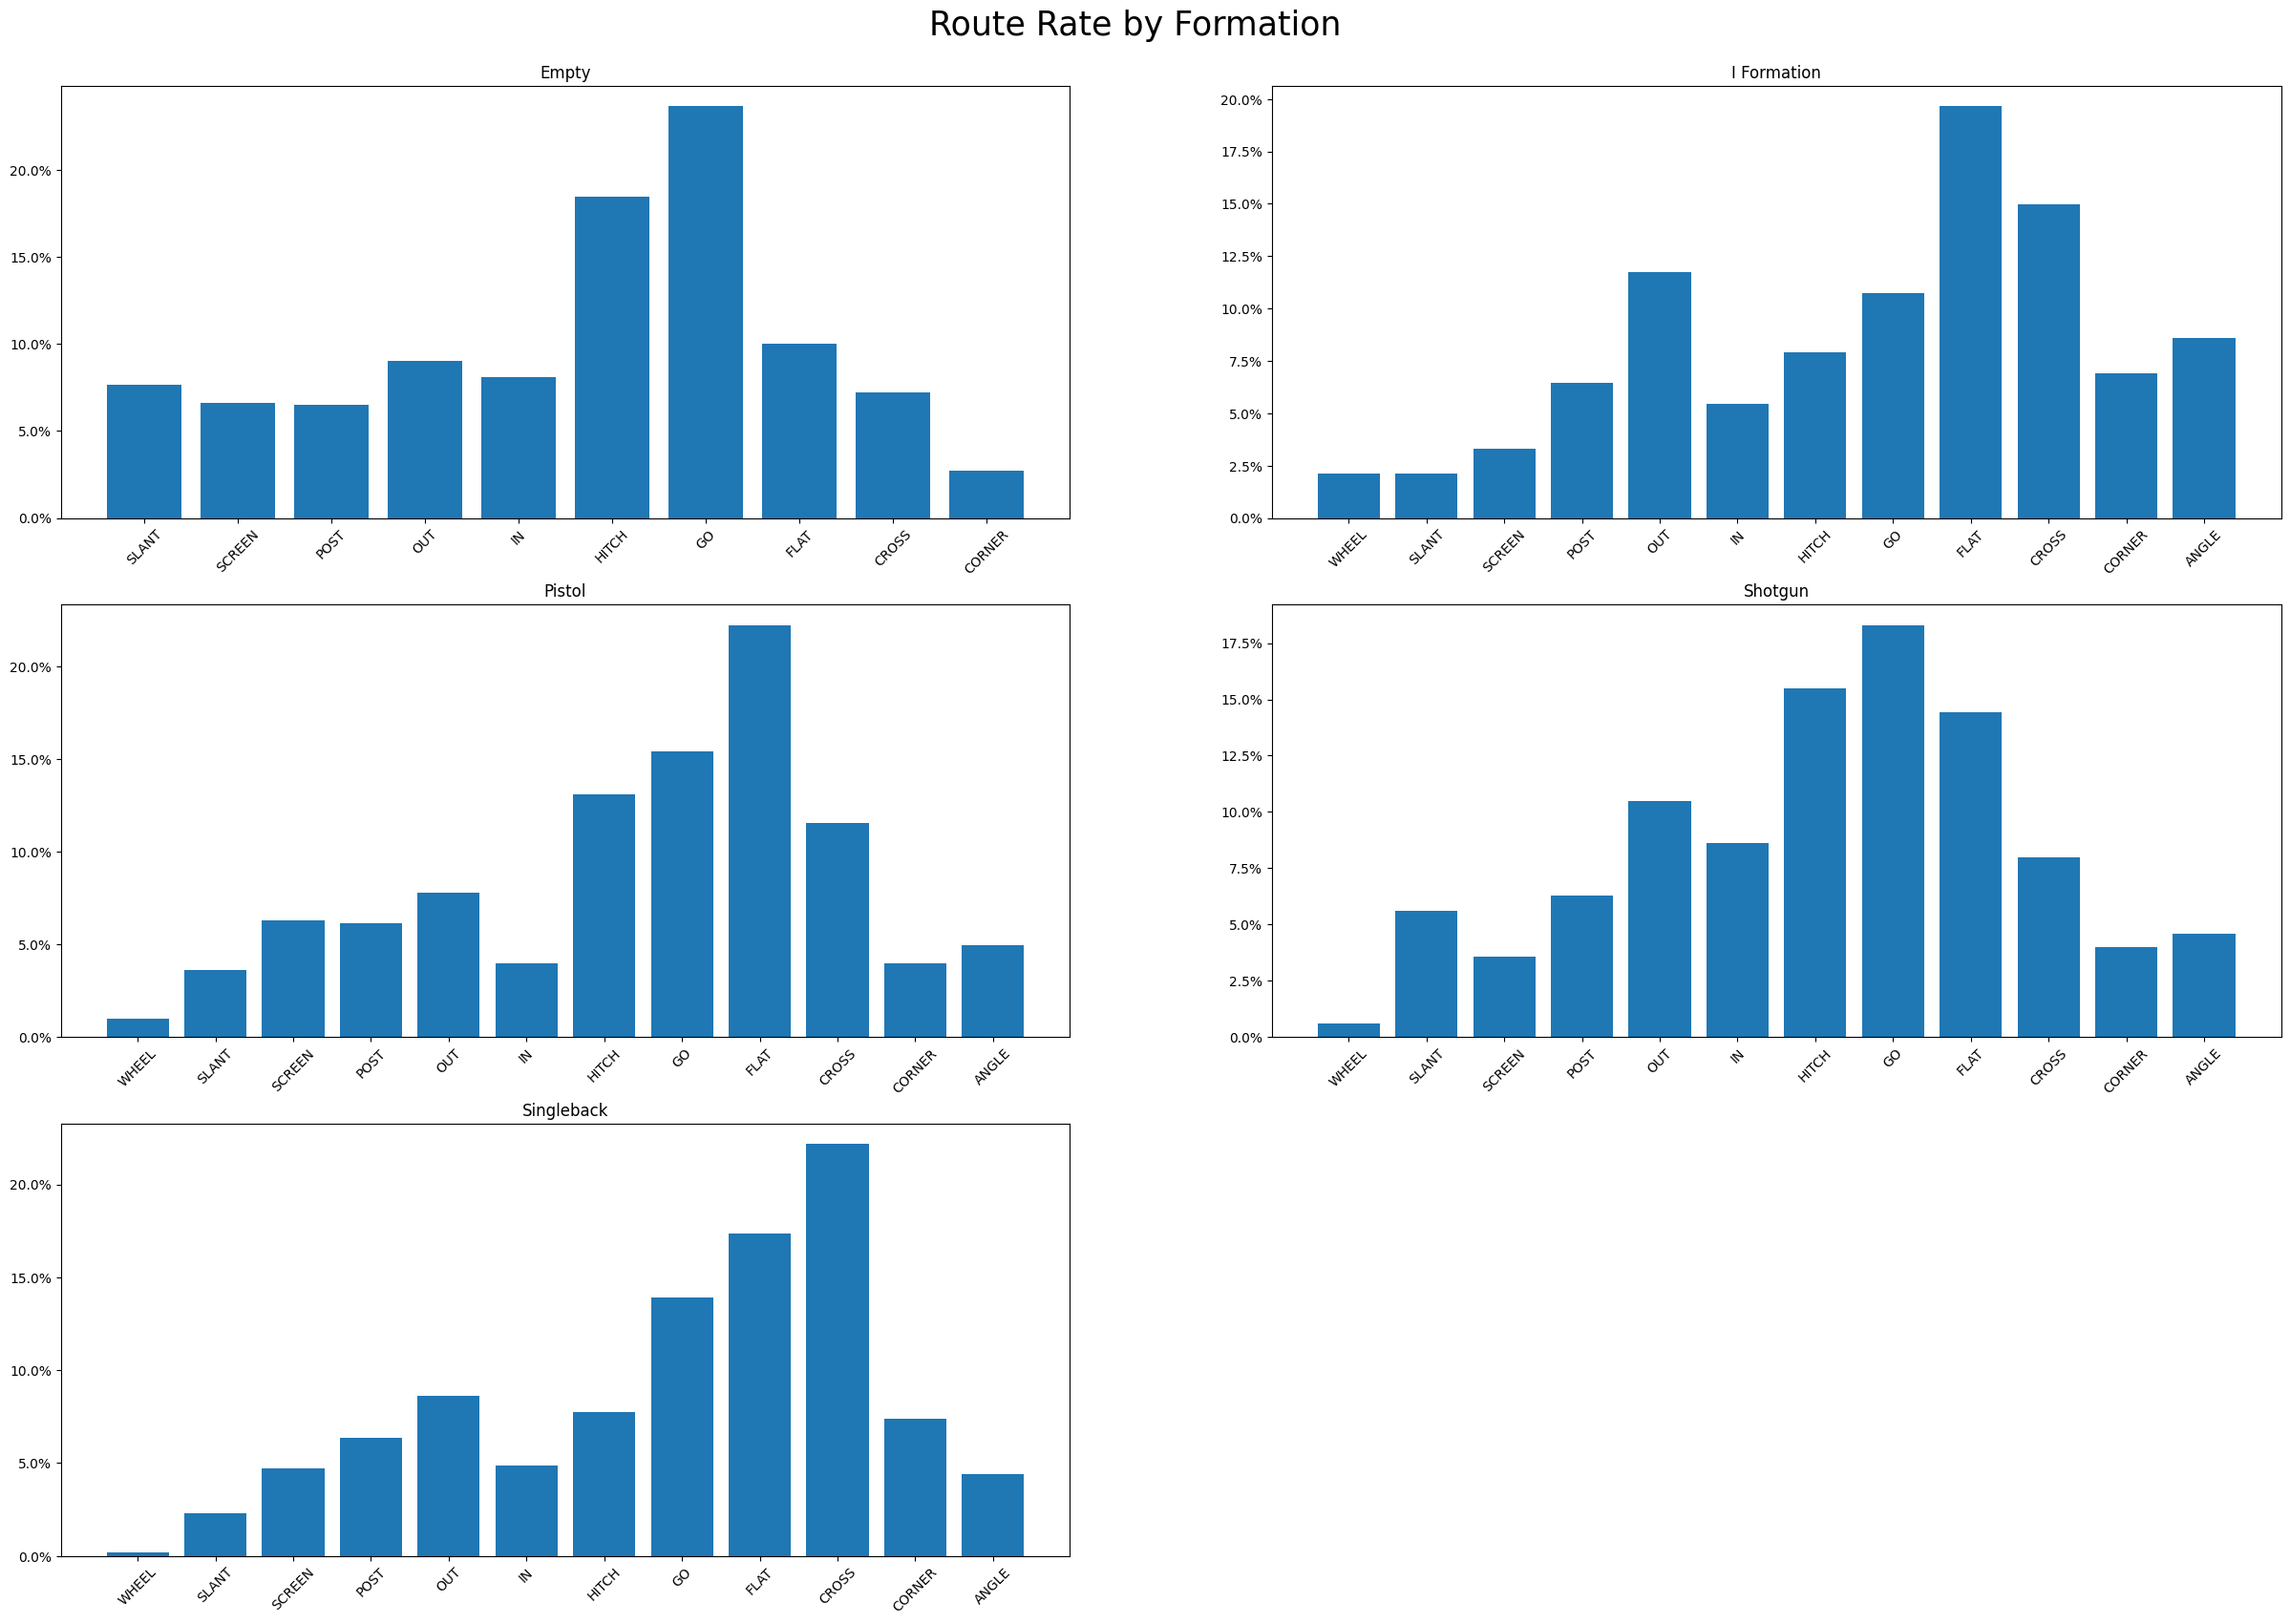 Route Rate by Formation
Empty
20.0%
15.0%
10.0%
5.0%
0.0%
SLANT SCREEN POST OUT IN HITCH GO FLAT CROSS CORNER
I Formation
20.0%
17.5%
15.0%
12.5%
10.0%
7.5%
5.0%
2.5%
0.0%
WHEEL SLANT SCREEN POST OUT IN HITCH GO FLAT CROSS CORNER ANGLE
Pistol
20.0%
15.0%
10.0%
5.0%
0.0%
WHEEL SLANT SCREEN POST OUT IN HITCH GO FLAT CROSS CORNER ANGLE
Shotgun
17.5%
15.0%
12.5%
10.0%
7.5%
5.0%
2.5%
0.0%
WHEEL SLANT SCREEN POST OUT IN HITCH GO FLAT CROSS CORNER ANGLE
Singleback
20.0%
15.0%
10.0%
5.0%
0.0%
WHEEL SLANT SCREEN POST OUT IN HITCH GO FLAT CROSS CORNER ANGLE